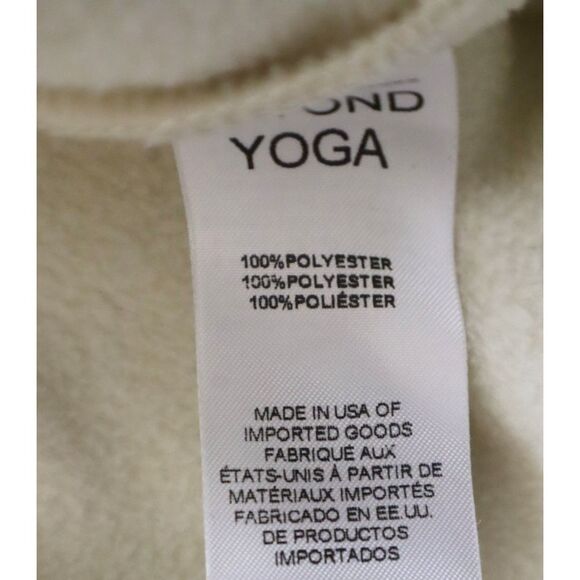 YOGA
100%POLYESTER
100%POLYESTER
100%POLIÉSTER
MADE IN USA OF
IMPORTED GOODS
FABRIQUÉ AUX
ÉTATS-UNIS À PARTIR DE
MATÉRIAUX IMPORTÉS
FABRICADO EN EE.UU.
DE PRODUCTOS
IMPORTADOS